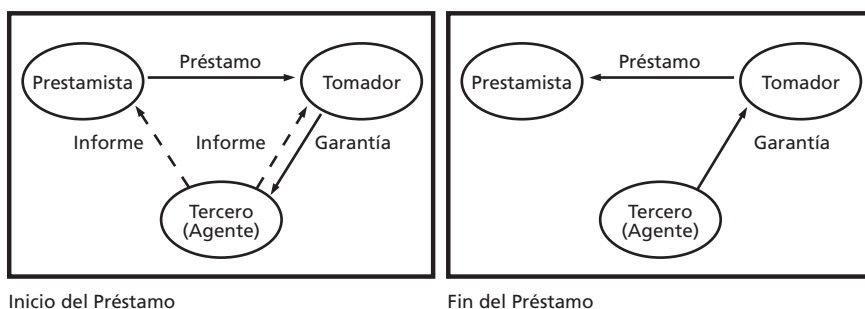 Préstamo
Prestamista
Tomador
Informe
Informe
Garantía
Tercero
(Agente)
Inicio del Préstamo
Préstamo
Prestamista
Tomador
Garantía
Tercero
(Agente)
Fin del Préstamo